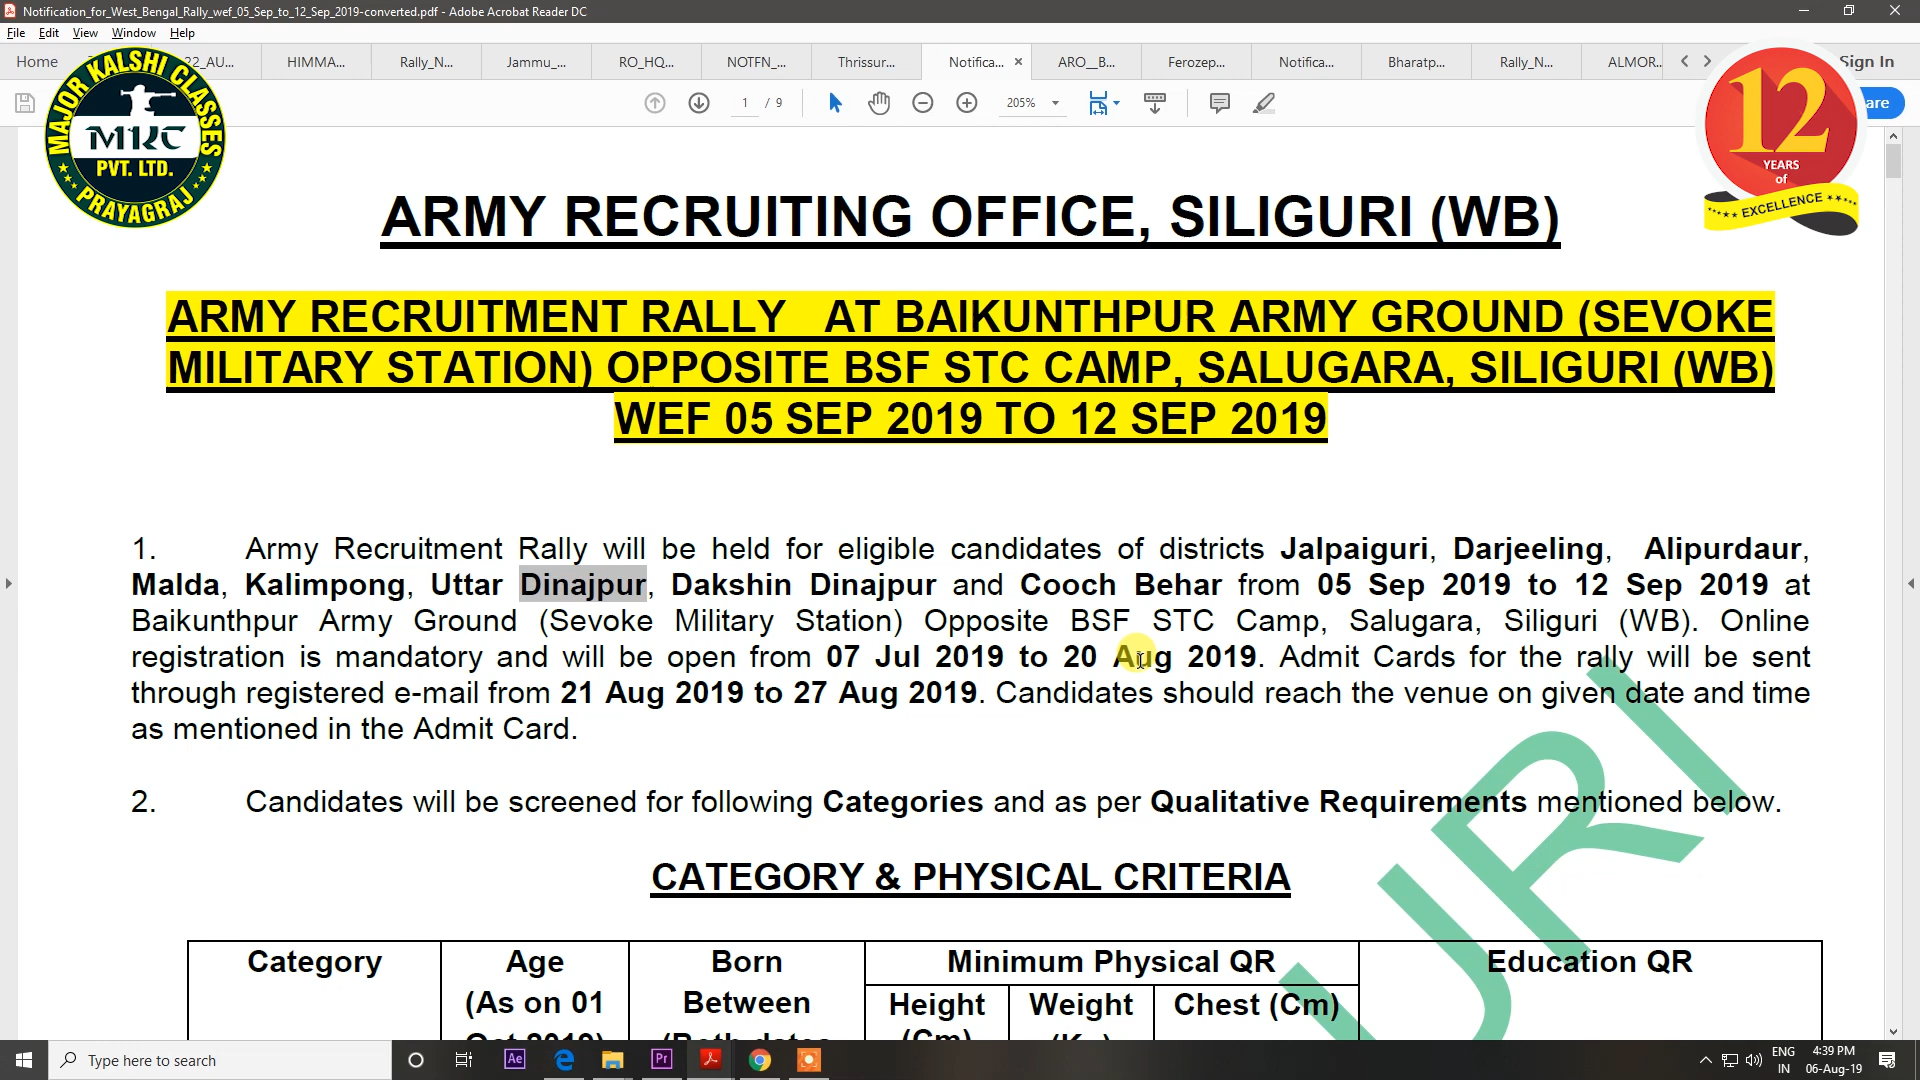 Notification_for_West_Bengal_Rally_wef_05_Sep_to_12_Sep_2019-converted.pdf - Adobe Acrobat Reader DC
File Edit View Window Help
Home 22_AU... HIMMA... Rally_N... Jammu_... RO_HQ... NOTFN_... Thrissur... Notifica... × ARO__B... Ferozep... Notifica... Bharatp... Rally_N... ALMOR... Sign In
1 / 9 205% are
MAJOR KALSHI CLASSES
MKC
PVT. LTD.
PRAYAGRAJ
12
YEARS
of
EXCELLENCE
ARMY RECRUITING OFFICE, SILIGURI (WB)
ARMY RECRUITMENT RALLY AT BAIKUNTHPUR ARMY GROUND (SEVOKE
MILITARY STATION) OPPOSITE BSF STC CAMP, SALUGARA, SILIGURI (WB)
WEF 05 SEP 2019 TO 12 SEP 2019
1. Army Recruitment Rally will be held for eligible candidates of districts Jalpaiguri, Darjeeling, Alipurdaur,
Malda, Kalimpong, Uttar Dinajpur, Dakshin Dinajpur and Cooch Behar from 05 Sep 2019 to 12 Sep 2019 at
Baikunthpur Army Ground (Sevoke Military Station) Opposite BSF STC Camp, Salugara, Siliguri (WB). Online
registration is mandatory and will be open from 07 Jul 2019 to 20 Aug 2019. Admit Cards for the rally will be sent
through registered e-mail from 21 Aug 2019 to 27 Aug 2019. Candidates should reach the venue on given date and time
as mentioned in the Admit Card.
2. Candidates will be screened for following Categories and as per Qualitative Requirements mentioned below.
CATEGORY & PHYSICAL CRITERIA
Category Age Born Minimum Physical QR Education QR
(As on 01 Between Height Weight Chest (Cm)
Oct 2019) (Both dates (Cm)
URI
Type here to search
Ae Pr
ENG 4:39 PM
IN 06-Aug-19